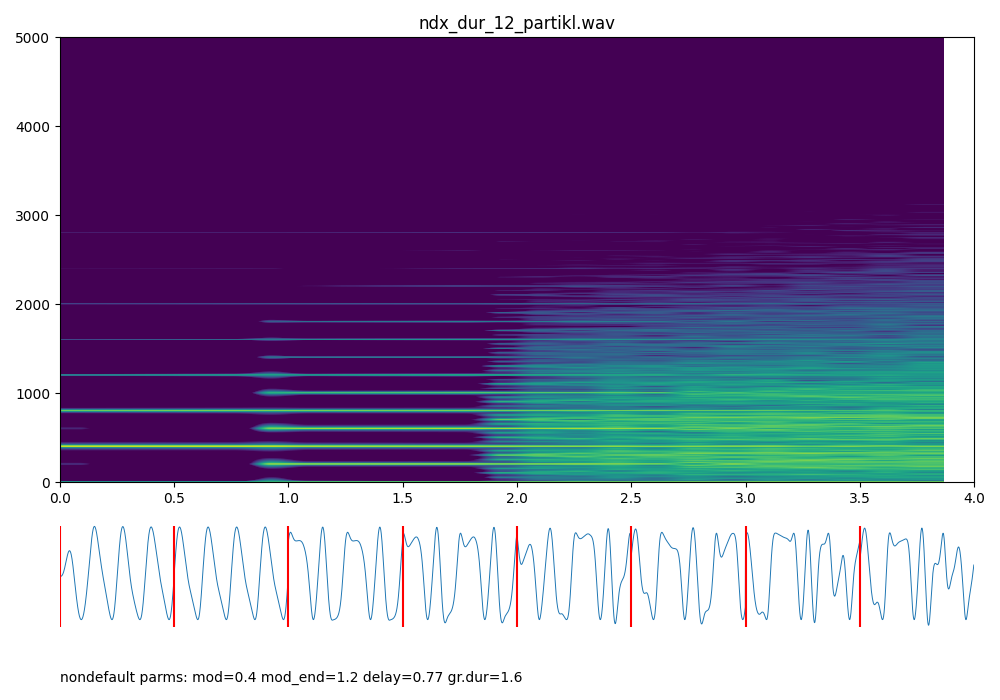 ndx_dur_12_partikl.wav
5000
4000
3000
2000
1000
0
0.0 0.5 1.0 1.5 2.0 2.5 3.0 3.5 4.0
nondefault parms: mod=0.4 mod_end=1.2 delay=0.77 gr.dur=1.6